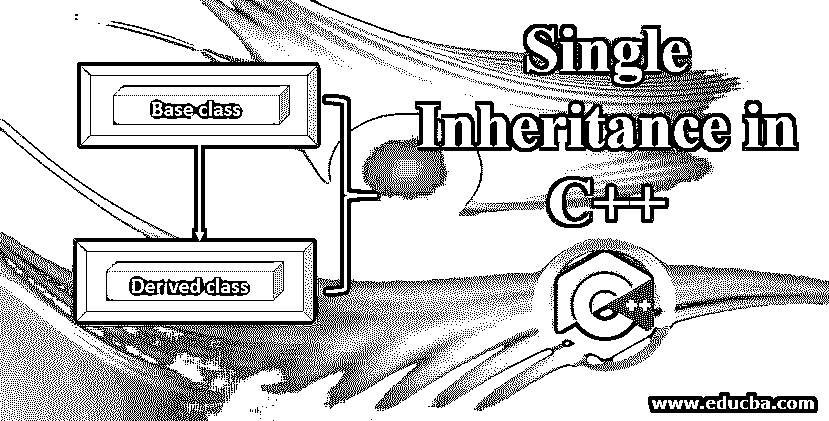 Single
Inheritance in
C++
Base class
Derived class
C++
www.educba.com